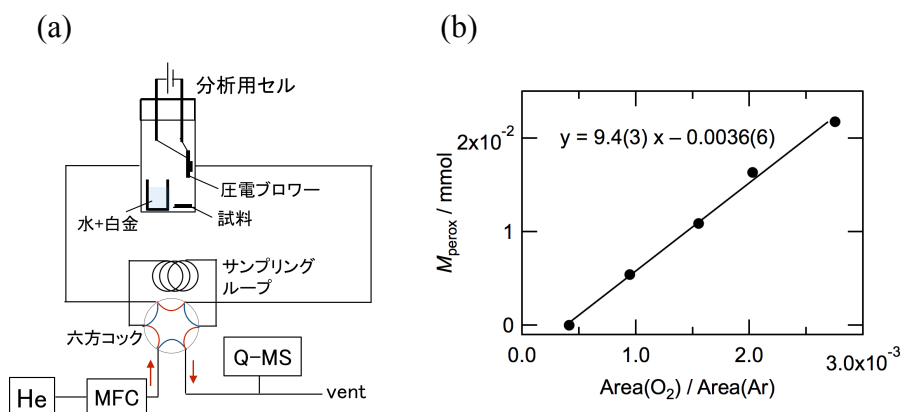 (a)
分析用セル
圧電ブロワー
水+白金
試料
サンプリング
ループ
六方コック
Q-MS
He
MFC
vent
(b)
y = 9.4(3) x – 0.0036(6)
2x10⁻²
1
0
M_perox / mmol
0.0
1.0
2.0
3.0x10⁻³
Area(O₂) / Area(Ar)